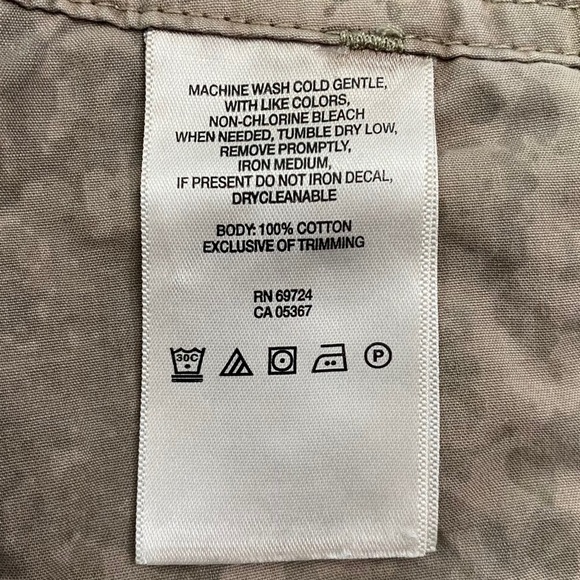 MACHINE WASH COLD GENTLE,
WITH LIKE COLORS,
NON-CHLORINE BLEACH
WHEN NEEDED, TUMBLE DRY LOW,
REMOVE PROMPTLY,
IRON MEDIUM,
IF PRESENT DO NOT IRON DECAL,
DRYCLEANABLE
BODY: 100% COTTON
EXCLUSIVE OF TRIMMING
RN 69724
CA 05367
30C P